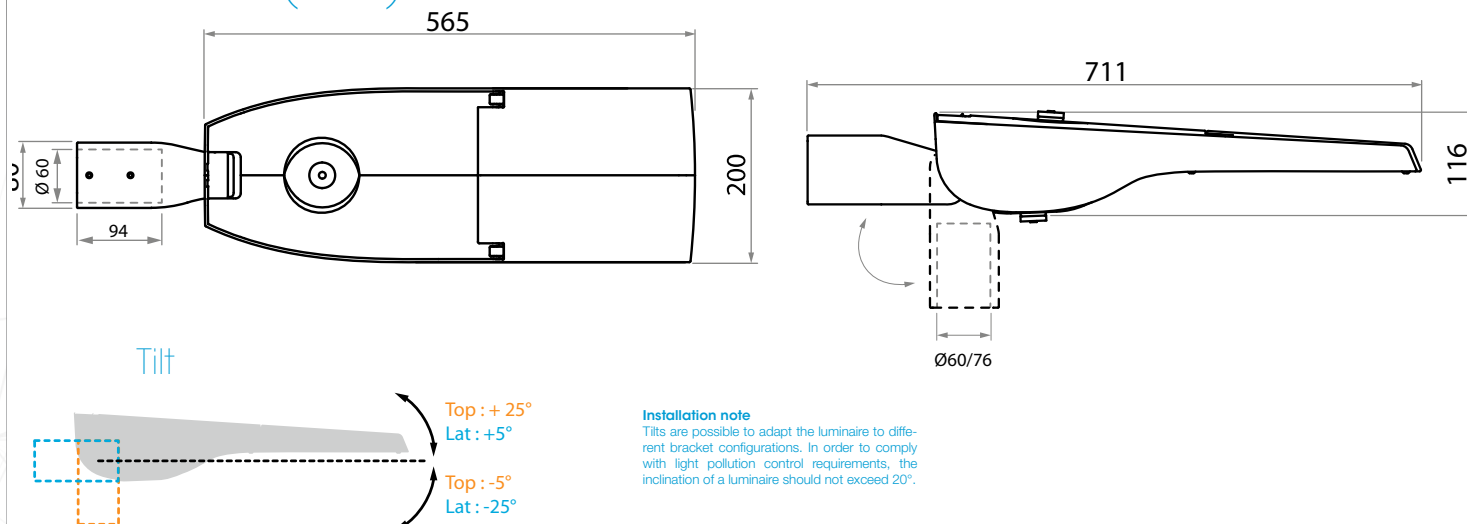 565
711
Ø 60
200
116
94
Ø60/76
Tilt
Top : + 25°
Lat : +5°
Top : -5°
Lat : -25°
Installation note
Tilts are possible to adapt the luminaire to diffe-
rent bracket configurations. In order to comply
with light pollution control requirements, the
inclination of a luminaire should not exceed 20°.